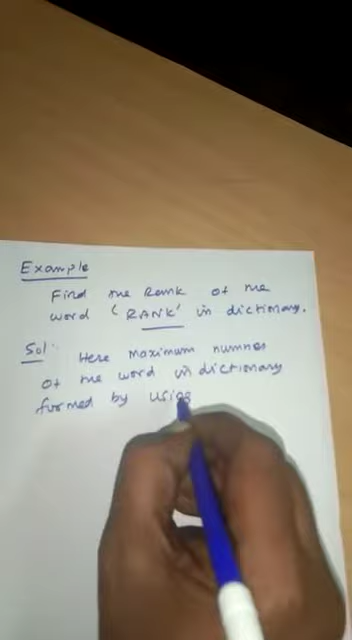 Example
Find the Rank of the
word 'RANK' in dictionary.
Sol:- Here Maximum number
of the word in dictionary
formed by using